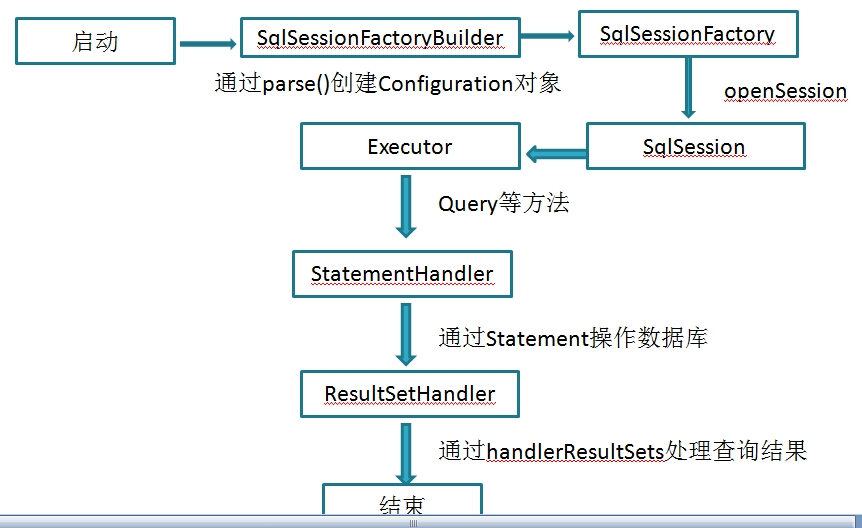 启动
SqlSessionFactoryBuilder
SqlSessionFactory
通过parse()创建Configuration对象
openSession
Executor
SqlSession
Query等方法
StatementHandler
通过Statement操作数据库
ResultSetHandler
通过handlerResultSets处理查询结果
结束